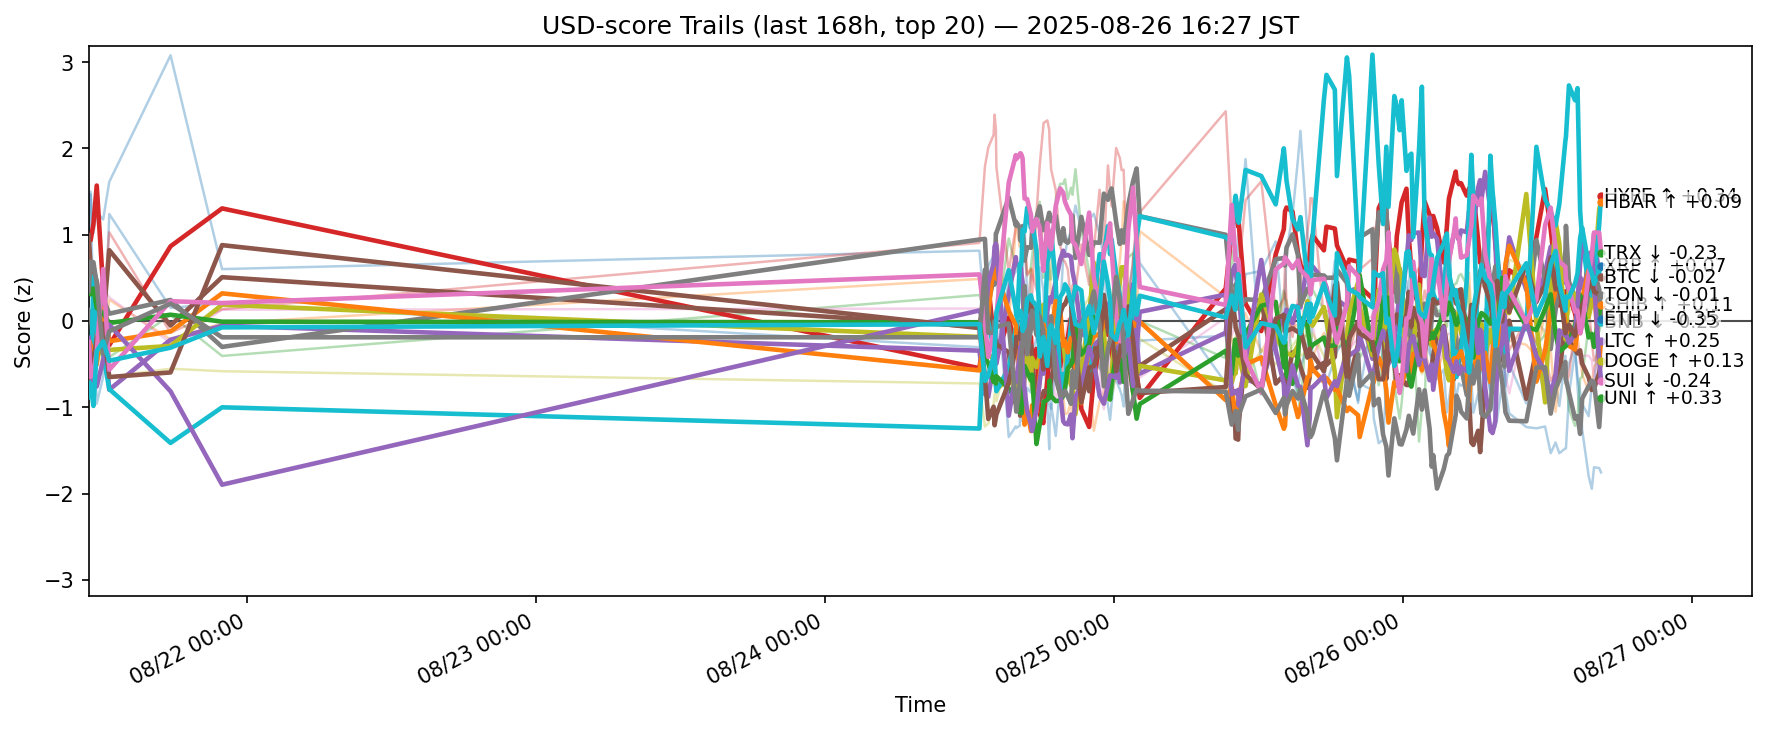 USD-score Trails (last 168h, top 20) — 2025-08-26 16:27 JST
3
2
1
0
−1
−2
−3
Score (z)
HYPE ↑ +0.34
HBAR ↑ +0.09
TRX ↓ -0.23
BTC ↓ -0.02
TON ↓ -0.01
ETH ↓ -0.35
LTC ↑ +0.25
DOGE ↑ +0.13
SUI ↓ -0.24
UNI ↑ +0.33
08/22 00:00
08/23 00:00
08/24 00:00
08/25 00:00
08/26 00:00
08/27 00:00
Time